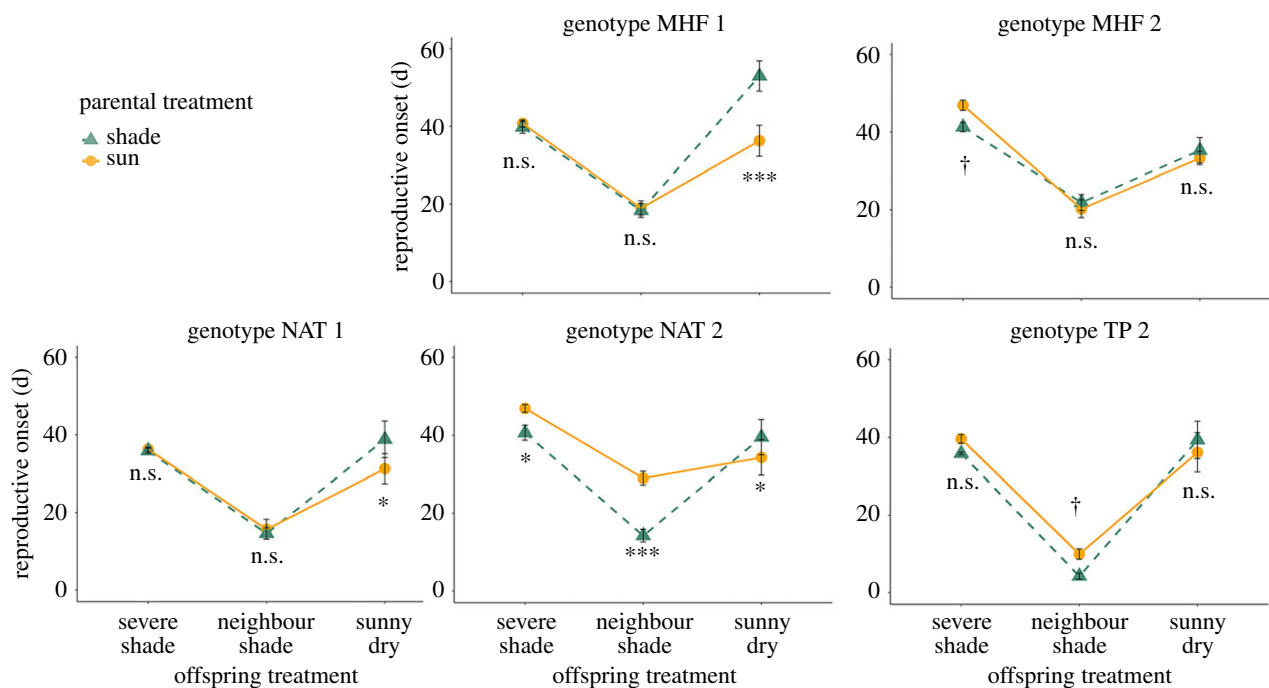 genotype MHF 1
genotype MHF 2
parental treatment
shade
sun
reproductive onset (d)
60
40
20
0
n.s.
n.s.
***
60
40
20
0
†
n.s.
n.s.
genotype NAT 1
genotype NAT 2
genotype TP 2
reproductive onset (d)
60
40
20
0
n.s.
n.s.
*
60
40
20
0
*
***
*
60
40
20
0
n.s.
†
n.s.
severe neighbour sunny
shade shade dry
offspring treatment
severe neighbour sunny
shade shade dry
offspring treatment
severe neighbour sunny
shade shade dry
offspring treatment